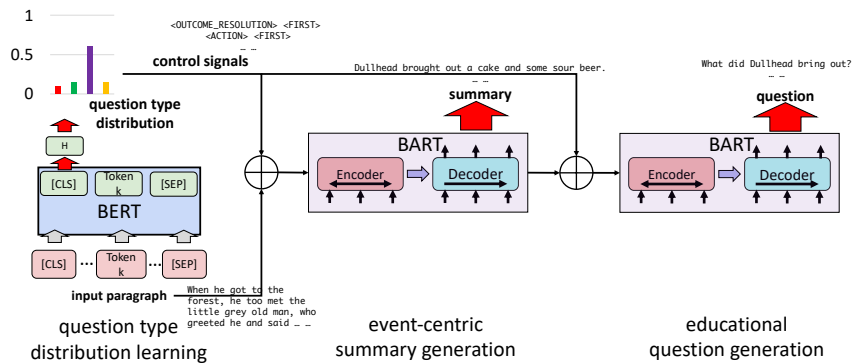 1
0.5
0
question type
distribution
<OUTCOME_RESOLUTION> <FIRST>
<ACTION> <FIRST>
… …
control signals
Dullhead brought out a cake and some sour beer.
… …
summary
What did Dullhead bring out?
… …
question
H
[CLS]
Token
k
[SEP]
BERT
[CLS]
...
Token
k
...
[SEP]
input paragraph
When he got to the
forest, he too met the
little grey old man, who
greeted he and said … …
BART
Encoder
Decoder
BART
Encoder
Decoder
question type
distribution learning
event-centric
summary generation
educational
question generation